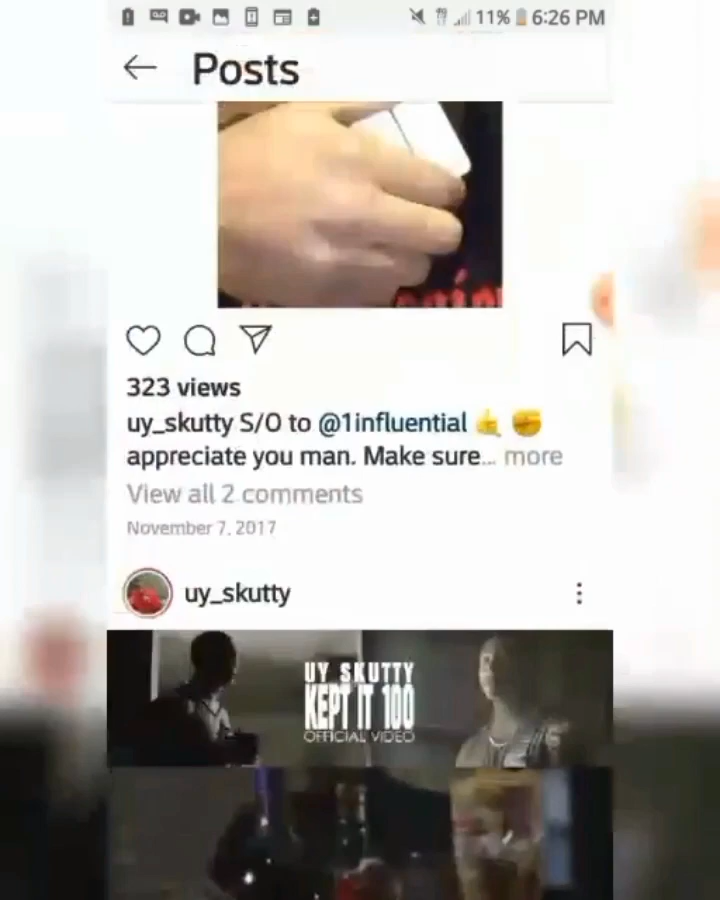 11% 6:26 PM
Posts
323 views
uy_skutty S/O to @1influential 🤙 ✊
appreciate you man. Make sure... more
View all 2 comments
November 7, 2017
uy_skutty
UY SKUTTY
KEPT IT 100
OFFICIAL VIDEO